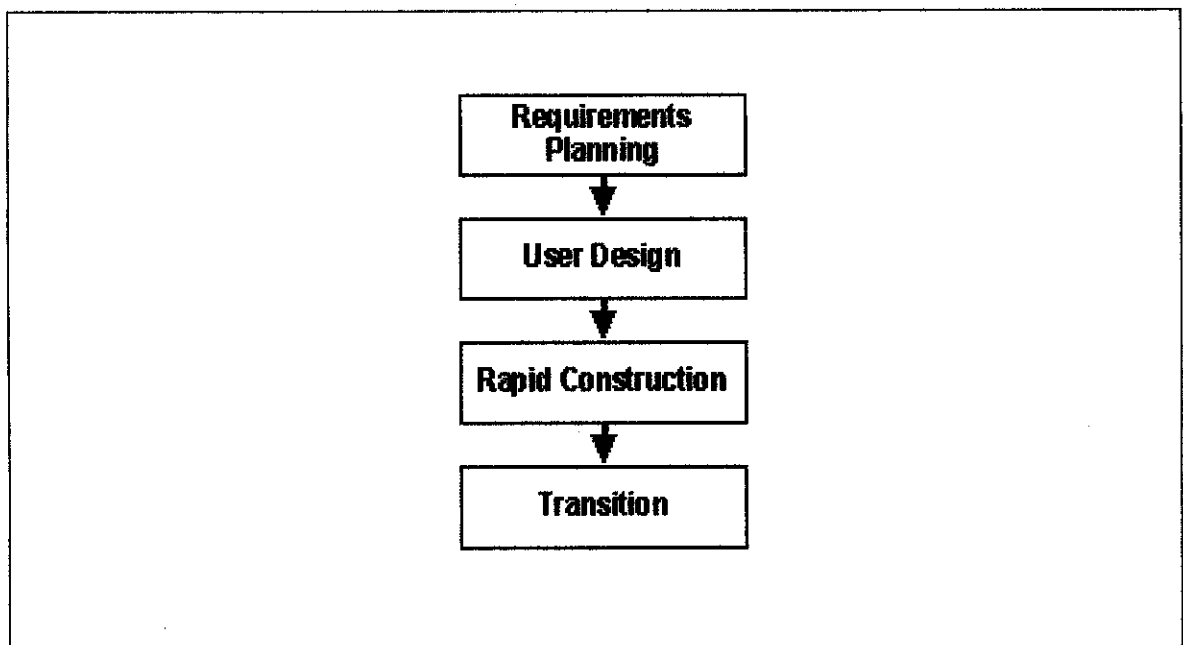 Requirements
Planning
User Design
Rapid Construction
Transition